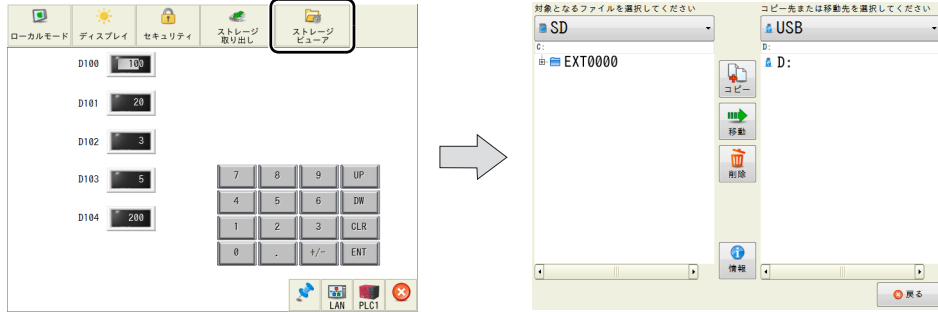 ローカルモード
ディスプレイ
セキュリティ
ストレージ
取り出し
ストレージ
ビューア
D100 100
D101 20
D102 3
D103 5
D104 200
7 8 9 UP
4 5 6 DW
1 2 3 CLR
0 . +/- ENT
LAN PLC1
対象となるファイルを選択してください
SD
C:
EXT0000
コピー
移動
削除
情報
コピー先または移動先を選択してください
USB
D:
D:
戻る